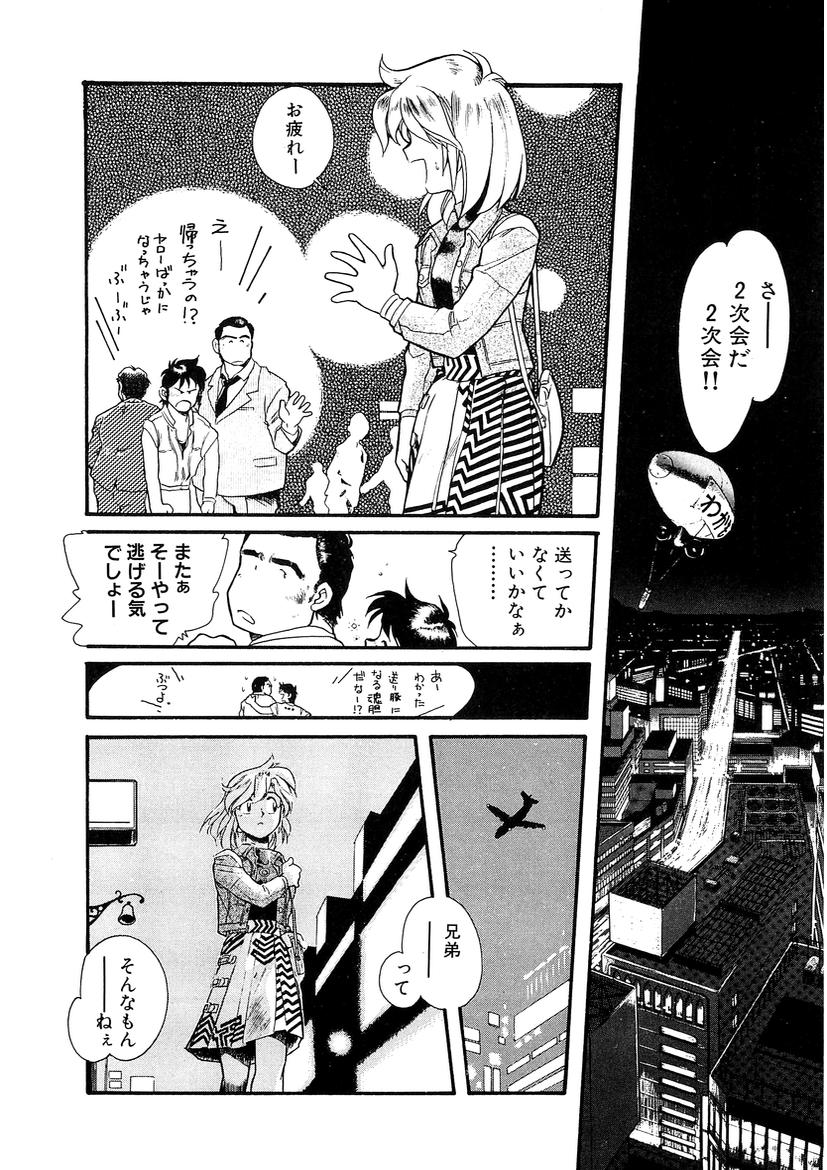 さ――
2次会だ
2次会!!
わかも
お疲れー
えー
帰っちゃうの!?
ヤローばっかに
なっちゃうじゃ
ぶーぶー
送ってか
なくて
いいかなぁ
………
またぁ
そーやって
逃げる気
でしょー
あー
わかった
送り豚に
なる魂胆
だなー!?
ぶつよ。
兄弟
――
って
そんなもん
――
ねぇ